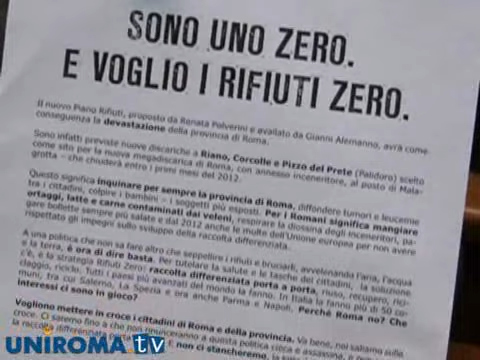 SONO UNO ZERO.
E VOGLIO I RIFIUTI ZERO.
Il nuovo Piano Rifiuti, proposto da Renata Polverini e avallato da Gianni Alemanno, avrà come
conseguenza la devastazione della provincia di Roma.
Sono infatti previste nuove discariche a Riano, Corcolle e Pizzo del Prete (Palidoro) scelto
come sito per la nuova megadiscarica di Roma, con annesso inceneritore, al posto di Mala-
grotta – che chiuderà entro i primi mesi del 2012.
Questo significa inquinare per sempre la provincia di Roma, diffondere tumori e leucemie
tra i cittadini, colpire i bambini – i soggetti più esposti. Per i Romani significa mangiare
ortaggi, latte e carne contaminati dai veleni, respirare la diossina degli inceneritori, pa-
gare bollette sempre più salate e dal 2012 anche le multe dell'Unione europea per non avere
rispettato gli impegni sullo sviluppo della raccolta differenziata.
A una politica che non sa fare altro che seppellire i rifiuti e bruciarli, avvelenando l'aria, l'acqua
e la terra, è ora di dire basta. Per tutelare la salute e le tasche dei cittadini, la soluzione
c'è, è la strategia Rifiuti Zero: raccolta differenziata porta a porta, riuso, recupero, rici-
claggio, riciclo. Tutti i paesi più avanzati del mondo la fanno. In Italia la fanno più di 50 co-
muni, tra cui Salerno, La Spezia e ora anche Parma e Napoli. Perché Roma no? Che
interessi ci sono in gioco?
Vogliono mettere in croce i cittadini di Roma e della provincia. Va bene, noi saliamo sulla
croce. Ci saremo fino a che non rinunceranno a questa politica cieca e assassina, e non
la raccolta differenziata E non ci stancheremo,
UNIROMA.TV